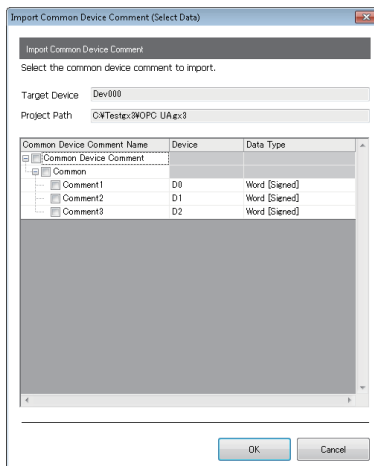 Import Common Device Comment (Select Data)
Import Common Device Comment
Select the common device comment to import.
Target Device Dev000
Project Path C:¥Testgx3¥OPC UA.gx3
Common Device Comment Name Device Data Type
Common Device Comment
Common
Comment1 D0 Word [Signed]
Comment2 D1 Word [Signed]
Comment3 D2 Word [Signed]
OK Cancel